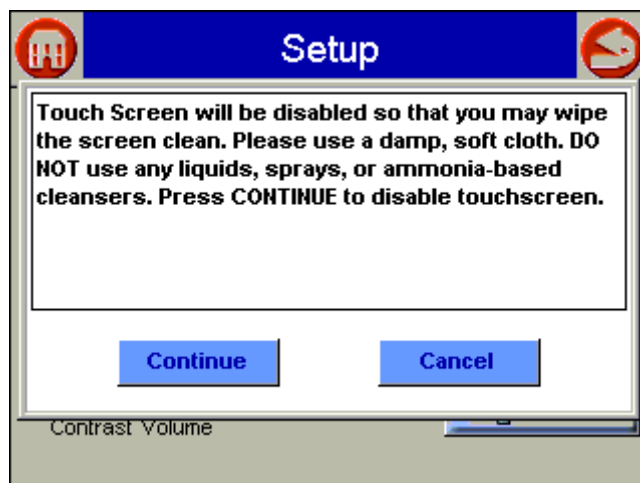 Setup
Touch Screen will be disabled so that you may wipe
the screen clean. Please use a damp, soft cloth. DO
NOT use any liquids, sprays, or ammonia-based
cleansers. Press CONTINUE to disable touchscreen.
Continue
Cancel
Contrast Volume